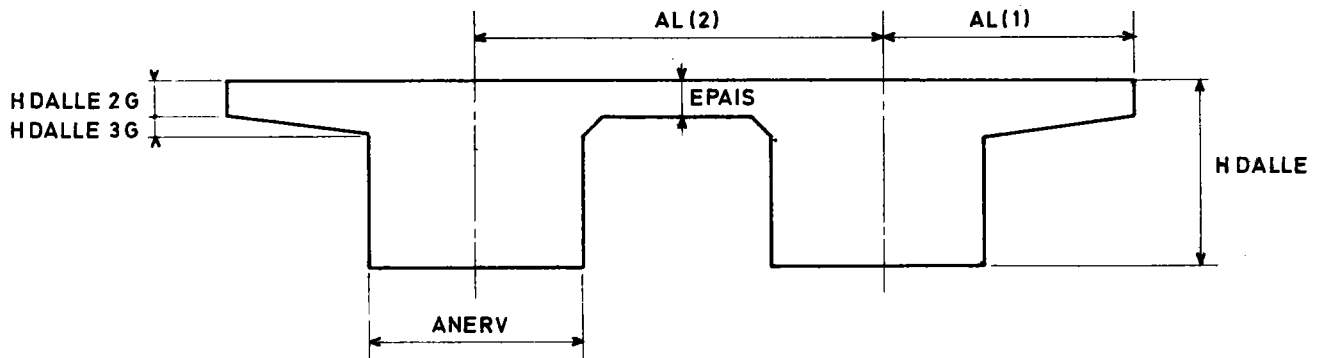 AL(2)
AL(1)
H DALLE 2G
EPAIS
H DALLE 3G
H DALLE
ANERV